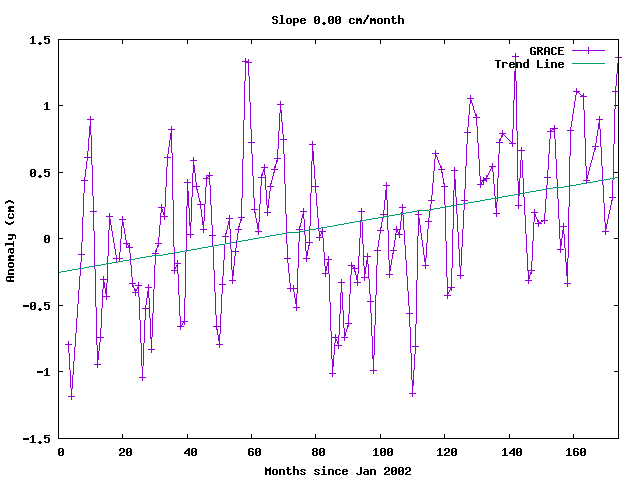 Slope 0.00 cm/month
GRACE
Trend Line
1.5
1
0.5
0
-0.5
-1
-1.5
Anomaly (cm)
0 20 40 60 80 100 120 140 160
Months since Jan 2002